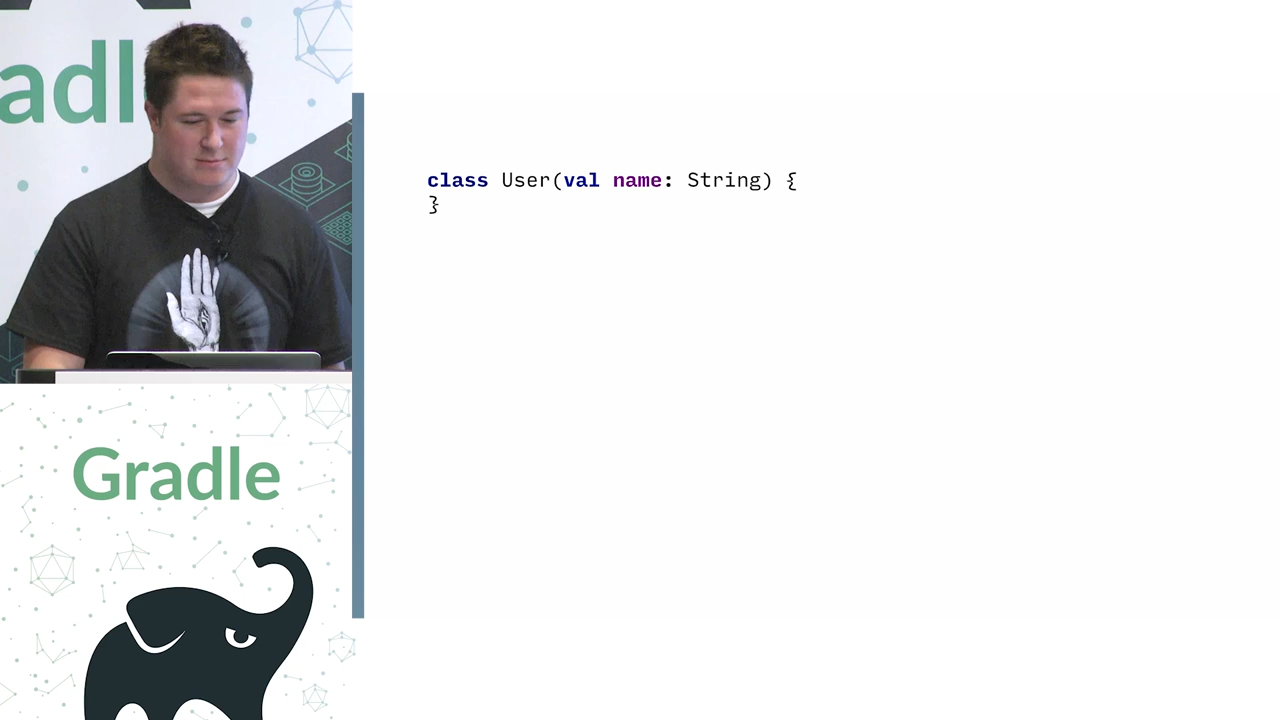 adl
class User(val name: String) {
}
Gradle